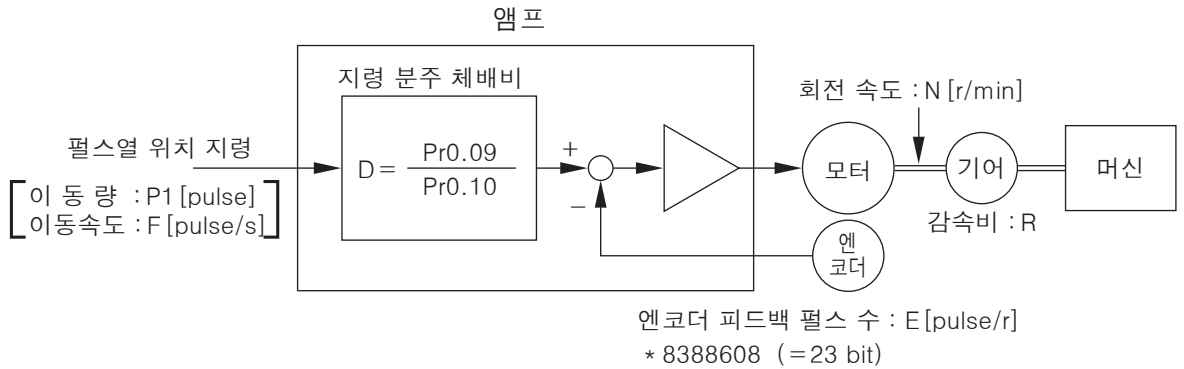 앰프
지령 분주 체배비
회전 속도 : N [r/min]
펄스열 위치 지령
이 동 량 : P1 [pulse]
이동속도 : F [pulse/s]
D = Pr0.09 / Pr0.10
+
−
모터
기어
머신
감속비 : R
엔
코더
엔코더 피드백 펄스 수 : E [pulse/r]
* 8388608 (= 23 bit)